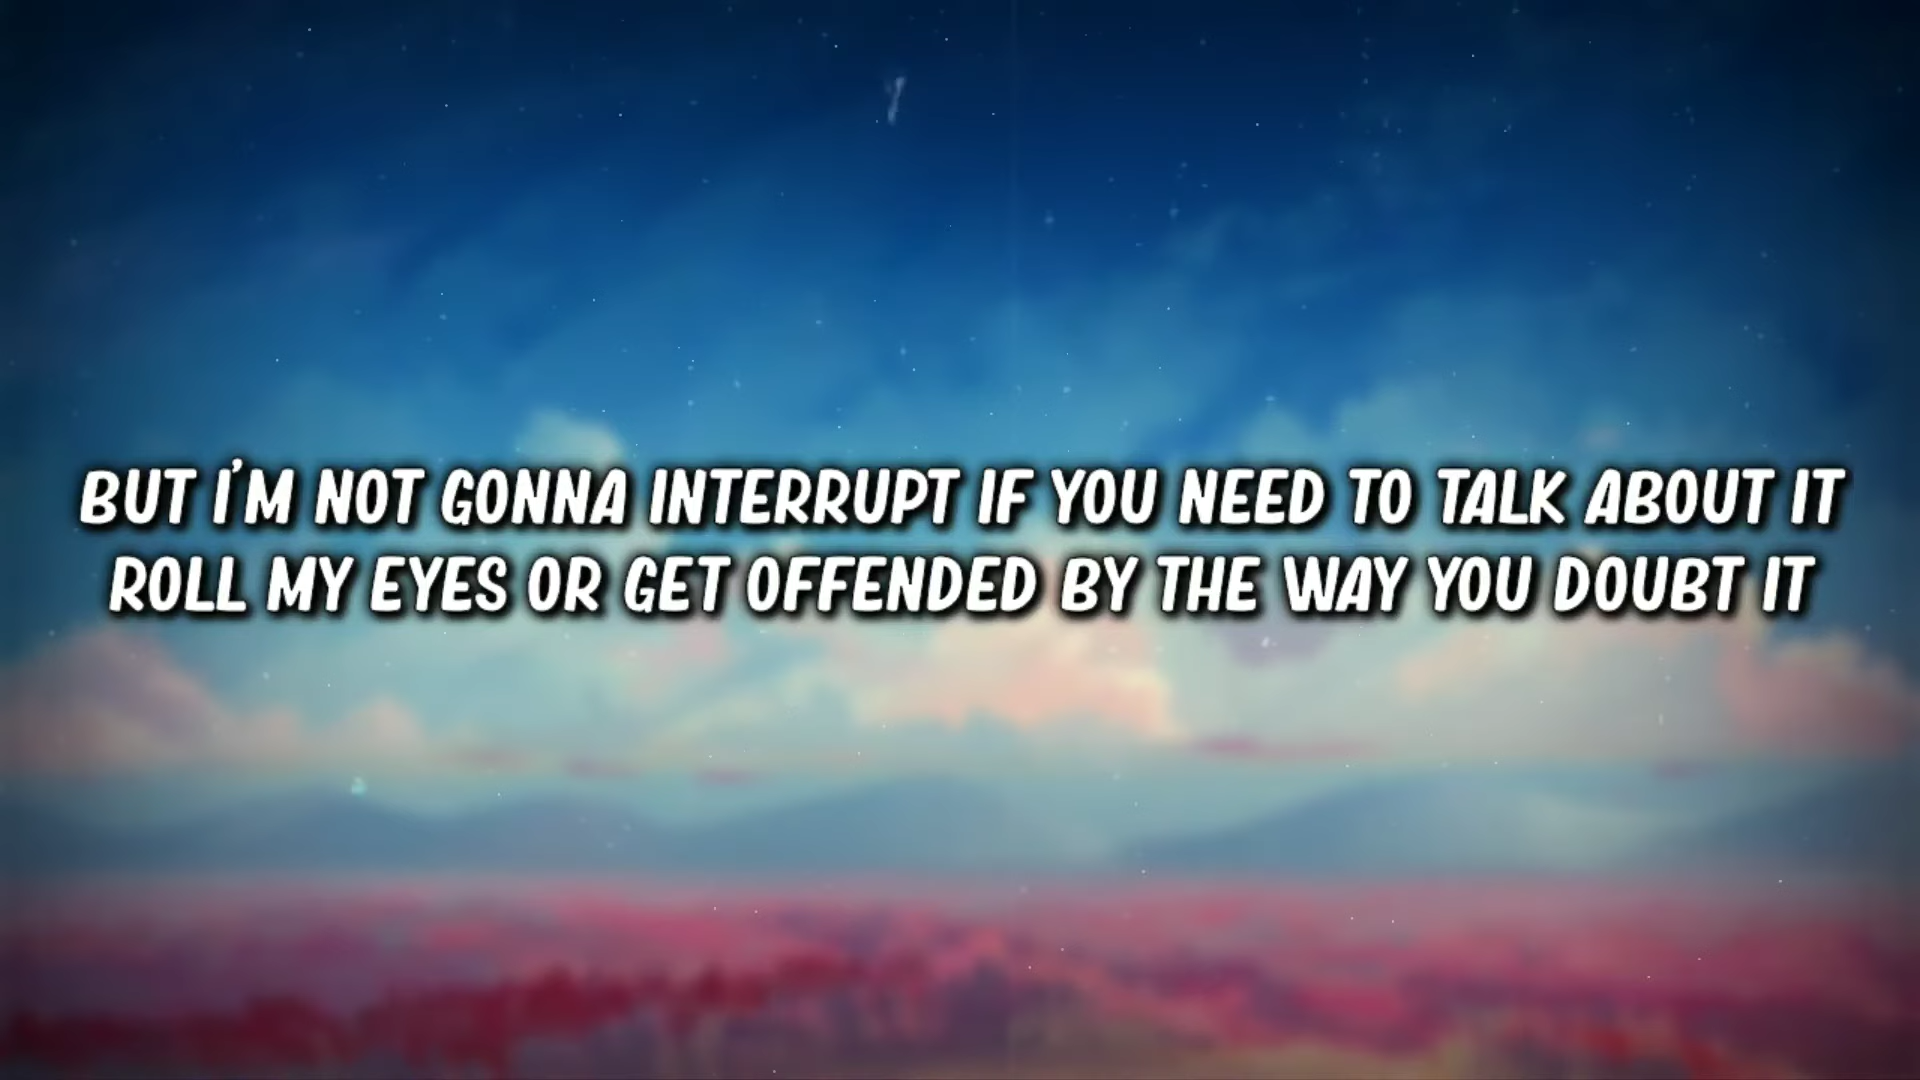 BUT I'M NOT GONNA INTERRUPT IF YOU NEED TO TALK ABOUT IT
ROLL MY EYES OR GET OFFENDED BY THE WAY YOU DOUBT IT